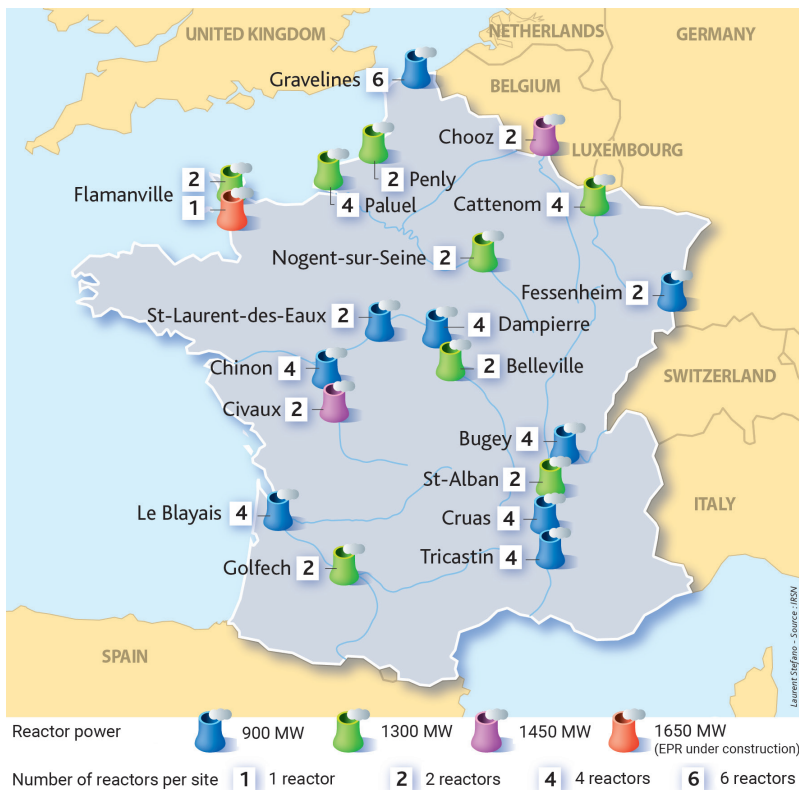 UNITED KINGDOM
NETHERLANDS
GERMANY
Gravelines 6
BELGIUM
Chooz 2
LUXEMBOURG
2
Flamanville
1
2 Penly
4 Paluel
Cattenom 4
Nogent-sur-Seine 2
Fessenheim 2
St-Laurent-des-Eaux 2
4 Dampierre
Chinon 4
2 Belleville
SWITZERLAND
Civaux 2
Bugey 4
St-Alban 2
ITALY
Le Blayais 4
Cruas 4
Tricastin 4
Golfech 2
SPAIN
Laurent Stefano - Source : IRSN
Reactor power
900 MW
1300 MW
1450 MW
1650 MW
(EPR under construction)
Number of reactors per site 1 1 reactor 2 2 reactors 4 4 reactors 6 6 reactors